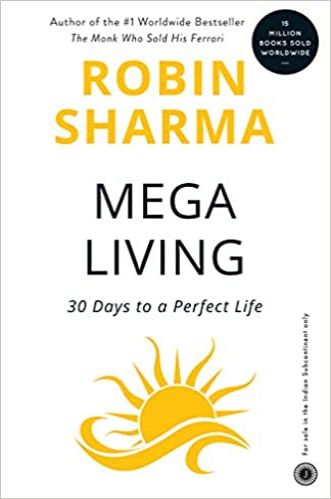 Author of the #1 Worldwide Bestseller
The Monk Who Sold His Ferrari
15
MILLION
BOOKS SOLD
WORLDWIDE
ROBIN
SHARMA
MEGA
LIVING
30 Days to a Perfect Life
For sale in the Indian Subcontinent only
J